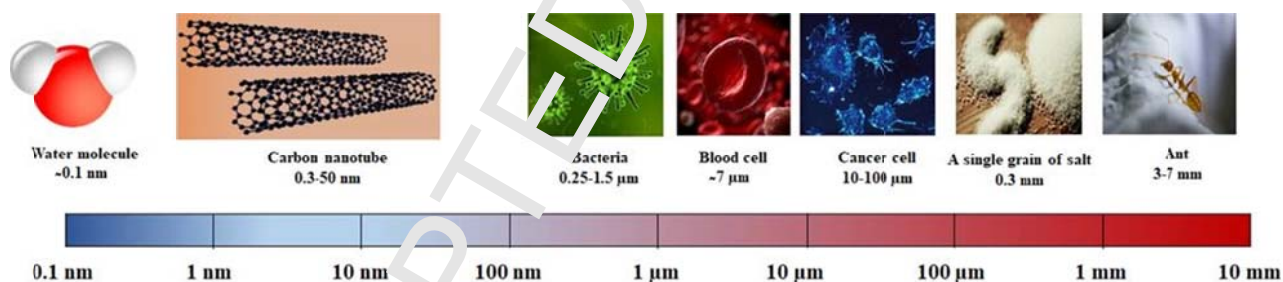 Water molecule
~0.1 nm
Carbon nanotube
0.3-50 nm
Bacteria
0.25-1.5 µm
Blood cell
~7 µm
Cancer cell
10-100 µm
A single grain of salt
0.3 mm
Ant
3-7 mm
0.1 nm
1 nm
10 nm
100 nm
1 µm
10 µm
100 µm
1 mm
10 mm
PTED